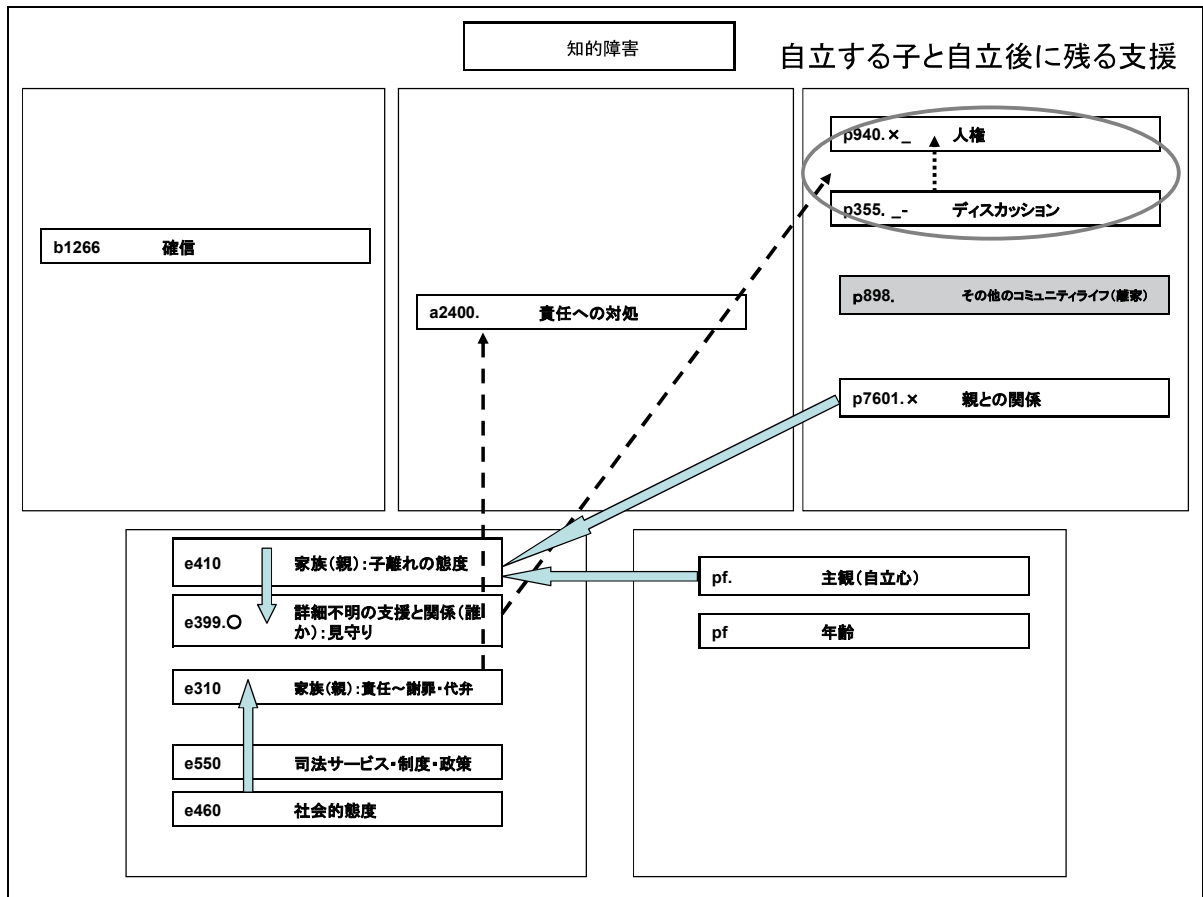 知的障害
自立する子と自立後に残る支援
b1266 確信
a2400. 責任への対処
p940.×_ 人権
p355. _- ディスカッション
p898. その他のコミュニティライフ（離家）
p7601.× 親との関係
e410 家族（親）：子離れの態度
e399.○ 詳細不明の支援と関係（誰
か）：見守り
e310 家族（親）：責任～謝罪・代弁
e550 司法サービス・制度・政策
e460 社会的態度
pf. 主観（自立心）
pf 年齢